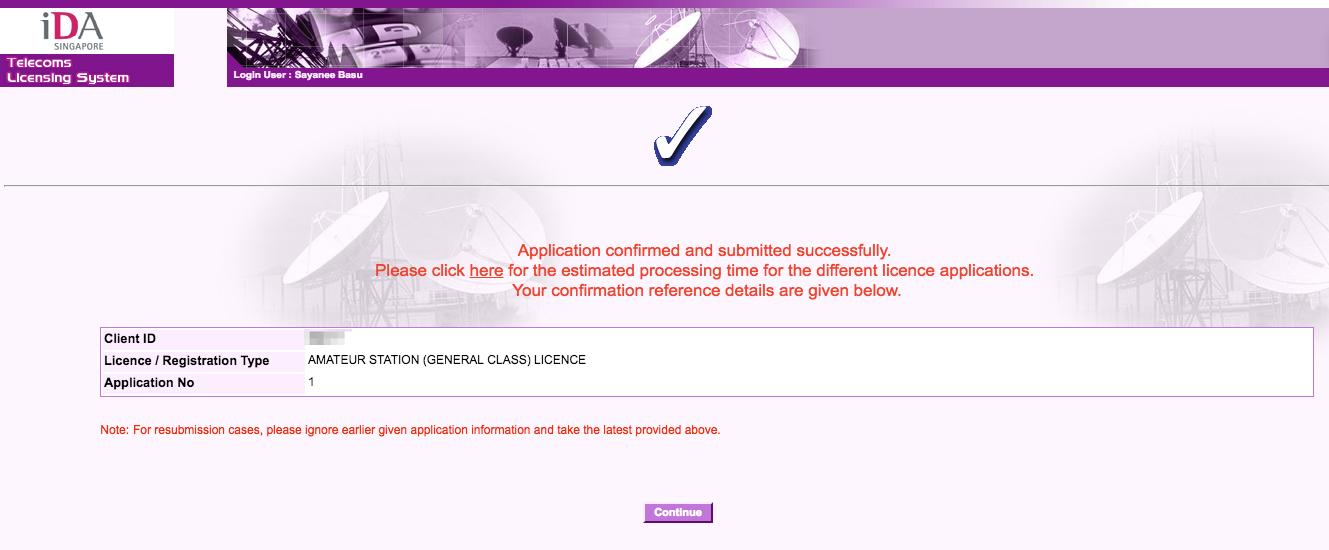 iDA
SINGAPORE
Telecoms
Licensing System
Login User : Sayanee Basu
Application confirmed and submitted successfully.
Please click here for the estimated processing time for the different licence applications.
Your confirmation reference details are given below.
Client ID
Licence / Registration Type AMATEUR STATION (GENERAL CLASS) LICENCE
Application No 1
Note: For resubmission cases, please ignore earlier given application information and take the latest provided above.
Continue